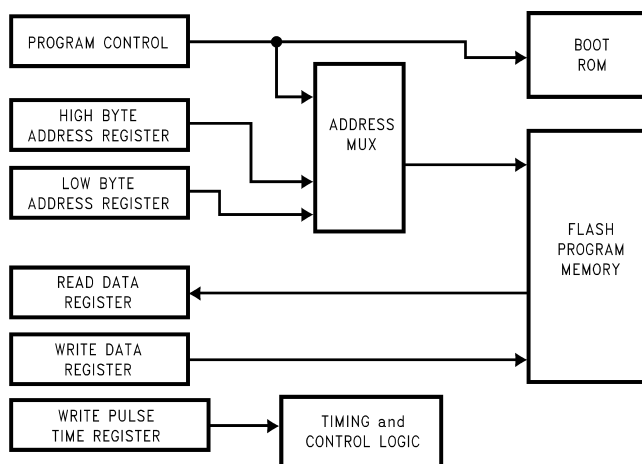 PROGRAM CONTROL
BOOT
ROM
HIGH BYTE
ADDRESS REGISTER
ADDRESS
MUX
LOW BYTE
ADDRESS REGISTER
FLASH
PROGRAM
MEMORY
READ DATA
REGISTER
WRITE DATA
REGISTER
WRITE PULSE
TIME REGISTER
TIMING and
CONTROL LOGIC